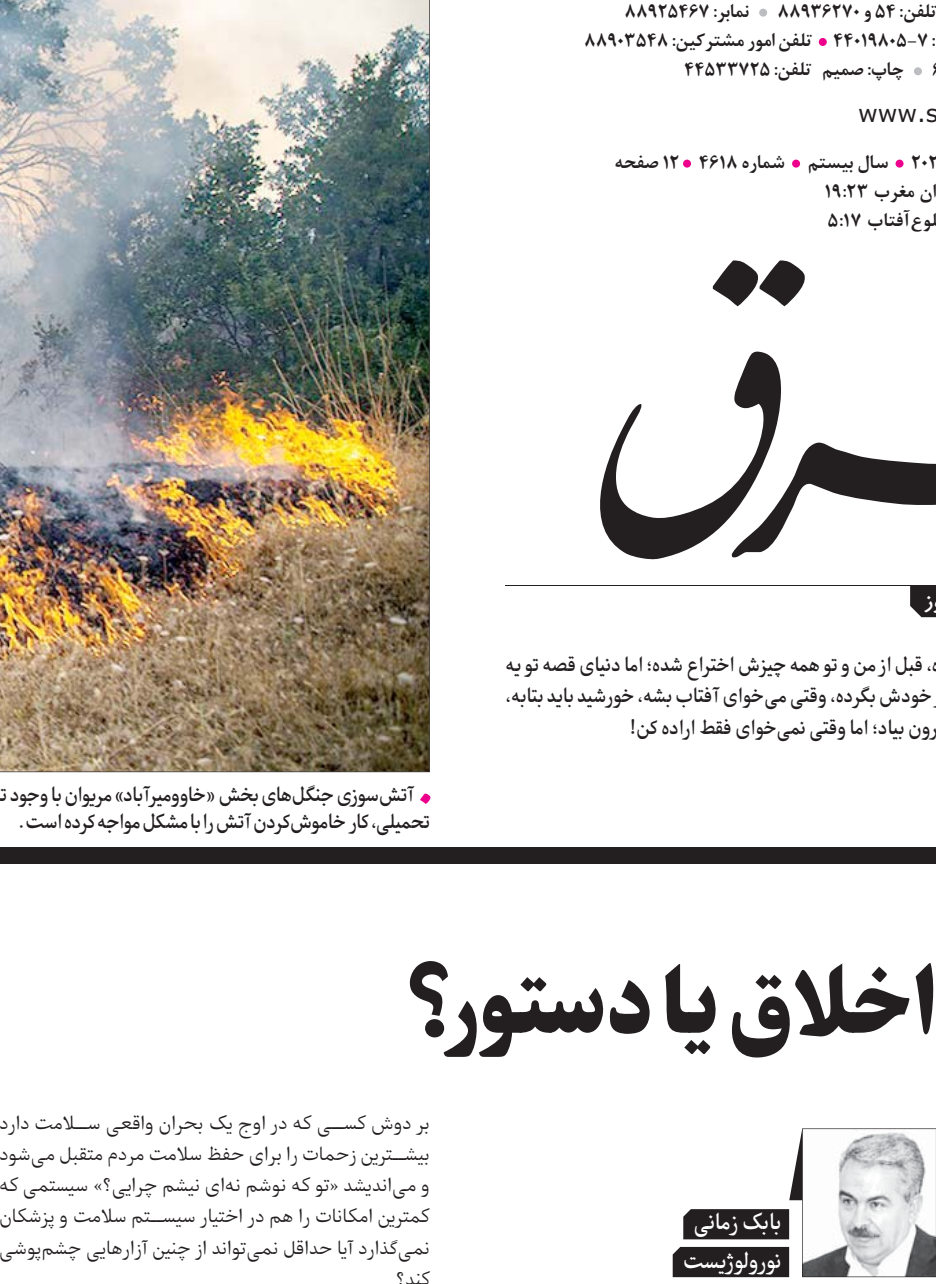 تلفن: ۵۴ و ۸۸۹۳۶۲۷۰ ● نمابر: ۸۸۹۲۵۴۶۷
: ۷-۴۴۰۱۹۸۰۵ ● تلفن امور مشترکین: ۸۸۹۰۳۵۴۸
● چاپ: صمیم تلفن: ۴۴۵۳۳۷۲۵
www.s
● سال بیستم ● شماره ۴۶۱۸ ● ۱۲ صفحه
مغرب ۱۹:۲۳
آفتاب ۵:۱۷
رق
قبل از من و تو همه چیزش اختراع شده؛ اما دنیای قصه تو یه
خودش بگرده، وقتی می‌خوای آفتاب بشه، خورشید باید بتابه،
بیاد؛ اما وقتی نمی‌خوای فقط اراده کن!
آتش‌سوزی جنگل‌های بخش «خاوومیرآباد» مریوان با وجود
تحمیلی، کار خاموش‌کردن آتش را با مشکل مواجه کرده است.
اخلاق یا دستور؟
بابک زمانی
نورولوژیست
بر دوش کسی که در اوج یک بحران واقعی سلامت دارد
بیشترین زحمات را برای حفظ سلامت مردم متقبل می‌شود
و می‌اندیشد «تو که نوشم نه‌ای نیشم چرایی؟» سیستمی که
کمترین امکانات را هم در اختیار سیستم سلامت و پزشکان
نمی‌گذارد آیا حداقل نمی‌تواند از چنین آزارهایی چشم‌پوشی
کند؟